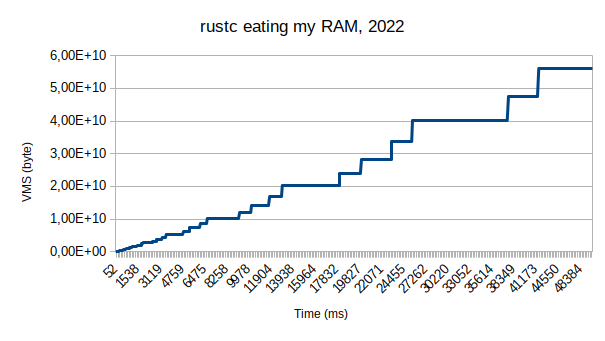 rustc eating my RAM, 2022
6,00E+10
5,00E+10
4,00E+10
3,00E+10
2,00E+10
1,00E+10
0,00E+00
VMS (byte)
52
1538
3119
4759
6475
8258
9978
11904
13938
15964
17832
19827
22071
24455
27262
30220
33052
35614
38349
41173
44550
48384
Time (ms)